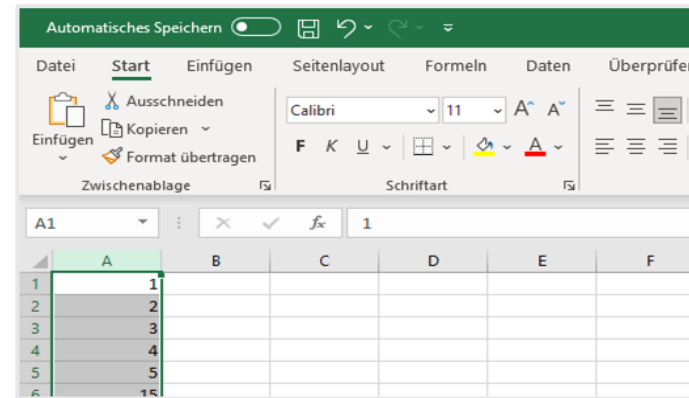 Automatisches Speichern
Datei Start Einfügen Seitenlayout Formeln Daten Überprüfe
Ausschneiden
Kopieren
Format übertragen
Einfügen
Calibri 11 A A
F K U A
Zwischenablage Schriftart
A1 fx 1
A B C D E F
1 1
2 2
3 3
4 4
5 5
6 15